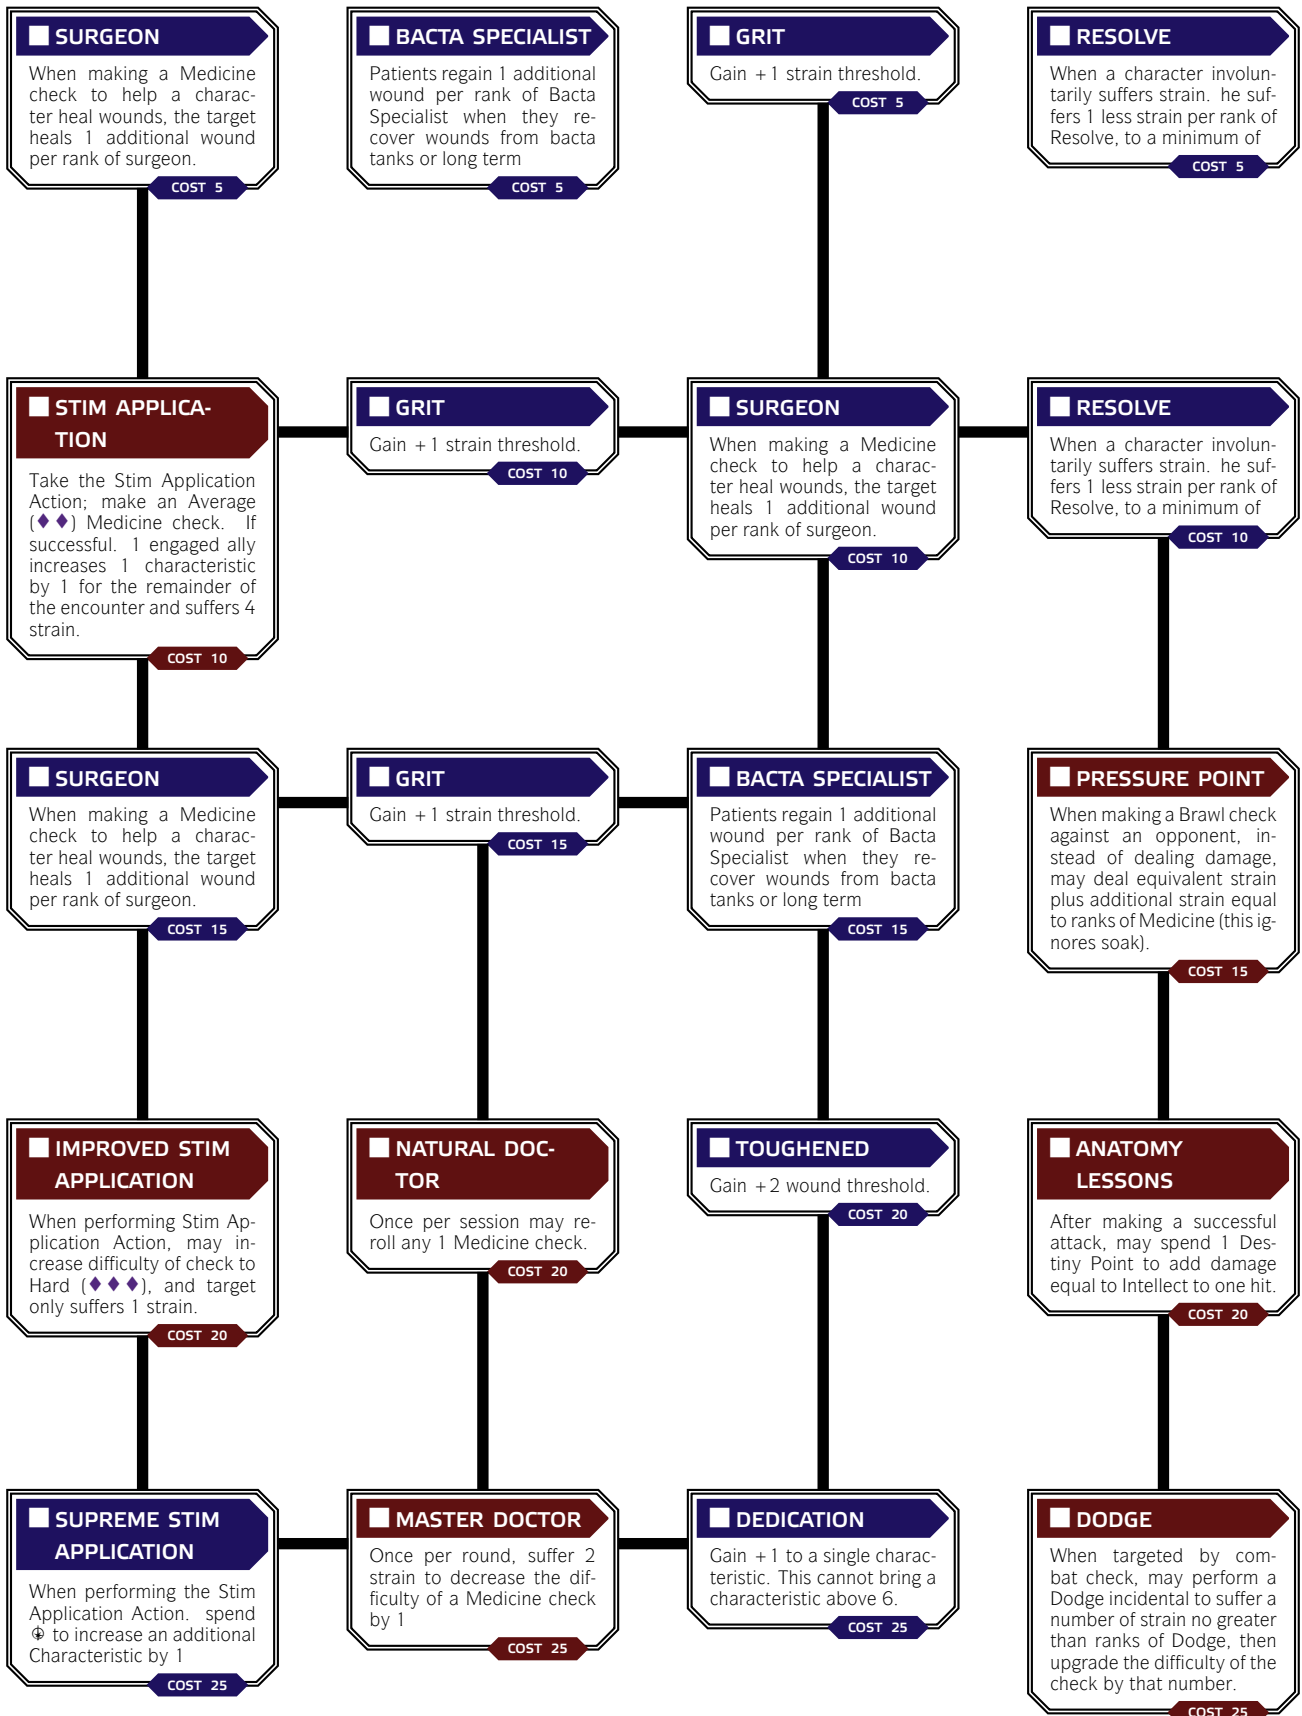 SURGEON
When making a Medicine
check to help a charac-
ter heal wounds, the target
heals 1 additional wound
per rank of surgeon.
COST 5
BACTA SPECIALIST
Patients regain 1 additional
wound per rank of Bacta
Specialist when they re-
cover wounds from bacta
tanks or long term
COST 5
GRIT
Gain +1 strain threshold.
COST 5
RESOLVE
When a character involun-
tarily suffers strain. he suf-
fers 1 less strain per rank of
Resolve, to a minimum of
COST 5
STIM APPLICA-
TION
Take the Stim Application
Action; make an Average
(♦♦) Medicine check. If
successful. 1 engaged ally
increases 1 characteristic
by 1 for the remainder of
the encounter and suffers 4
strain.
COST 10
GRIT
Gain +1 strain threshold.
COST 10
SURGEON
When making a Medicine
check to help a charac-
ter heal wounds, the target
heals 1 additional wound
per rank of surgeon.
COST 10
RESOLVE
When a character involun-
tarily suffers strain. he suf-
fers 1 less strain per rank of
Resolve, to a minimum of
COST 10
SURGEON
When making a Medicine
check to help a charac-
ter heal wounds, the target
heals 1 additional wound
per rank of surgeon.
COST 15
GRIT
Gain +1 strain threshold.
COST 15
BACTA SPECIALIST
Patients regain 1 additional
wound per rank of Bacta
Specialist when they re-
cover wounds from bacta
tanks or long term
COST 15
PRESSURE POINT
When making a Brawl check
against an opponent, in-
stead of dealing damage,
may deal equivalent strain
plus additional strain equal
to ranks of Medicine (this ig-
nores soak).
COST 15
IMPROVED STIM
APPLICATION
When performing Stim Ap-
plication Action, may in-
crease difficulty of check to
Hard (♦♦♦), and target
only suffers 1 strain.
COST 20
NATURAL DOC-
TOR
Once per session may re-
roll any 1 Medicine check.
COST 20
TOUGHENED
Gain +2 wound threshold.
COST 20
ANATOMY
LESSONS
After making a successful
attack, may spend 1 Des-
tiny Point to add damage
equal to Intellect to one hit.
COST 20
SUPREME STIM
APPLICATION
When performing the Stim
Application Action. spend
to increase an additional
Characteristic by 1
COST 25
MASTER DOCTOR
Once per round, suffer 2
strain to decrease the dif-
ficulty of a Medicine check
by 1
COST 25
DEDICATION
Gain +1 to a single charac-
teristic. This cannot bring a
characteristic above 6.
COST 25
DODGE
When targeted by com-
bat check, may perform a
Dodge incidental to suffer a
number of strain no greater
than ranks of Dodge, then
upgrade the difficulty of the
check by that number.
COST 25